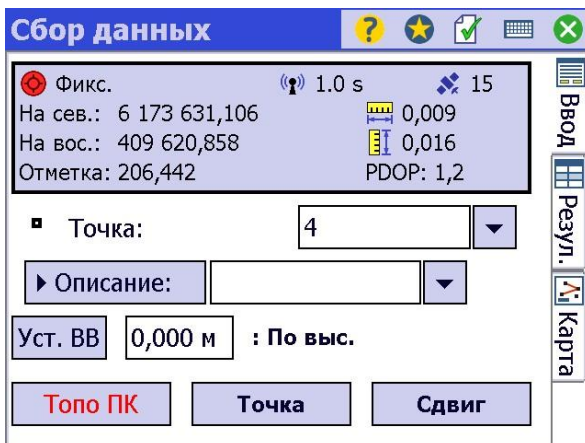 Сбор данных
Фикс. 1.0 s 15
На сев.: 6 173 631,106 0,009
На вос.: 409 620,858 0,016
Отметка: 206,442 PDOP: 1,2
Точка: 4
Описание:
Уст. ВВ 0,000 м : По выс.
Топо ПК Точка Сдвиг
Ввод
Резул.
Карта